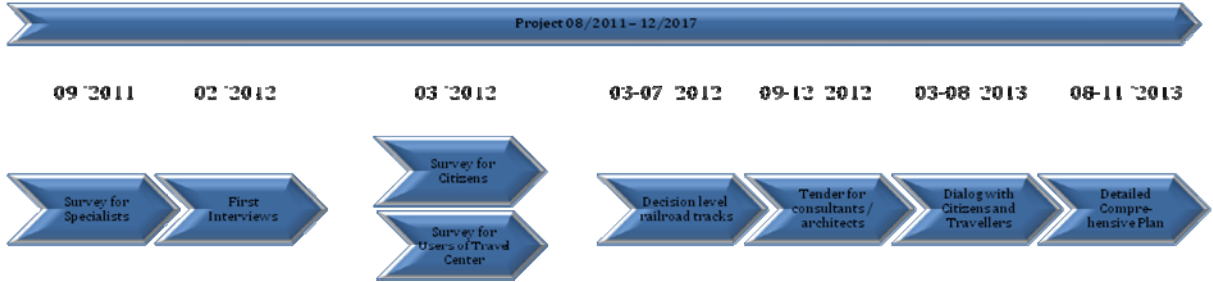 Project 08/2011– 12/2017
09´2011 02´2012 03´2012 03-07´2012 09-12´2012 03-08´2013 08-11´2013
Survey for
Specialists
First
Interviews
Survey for
Citizens
Survey for
Users of Travel
Center
Decision level
railroad tracks
Tender for
consultants /
architects
Dialog with
Citizens and
Travellers
Detailed
Compre-
hensive Plan